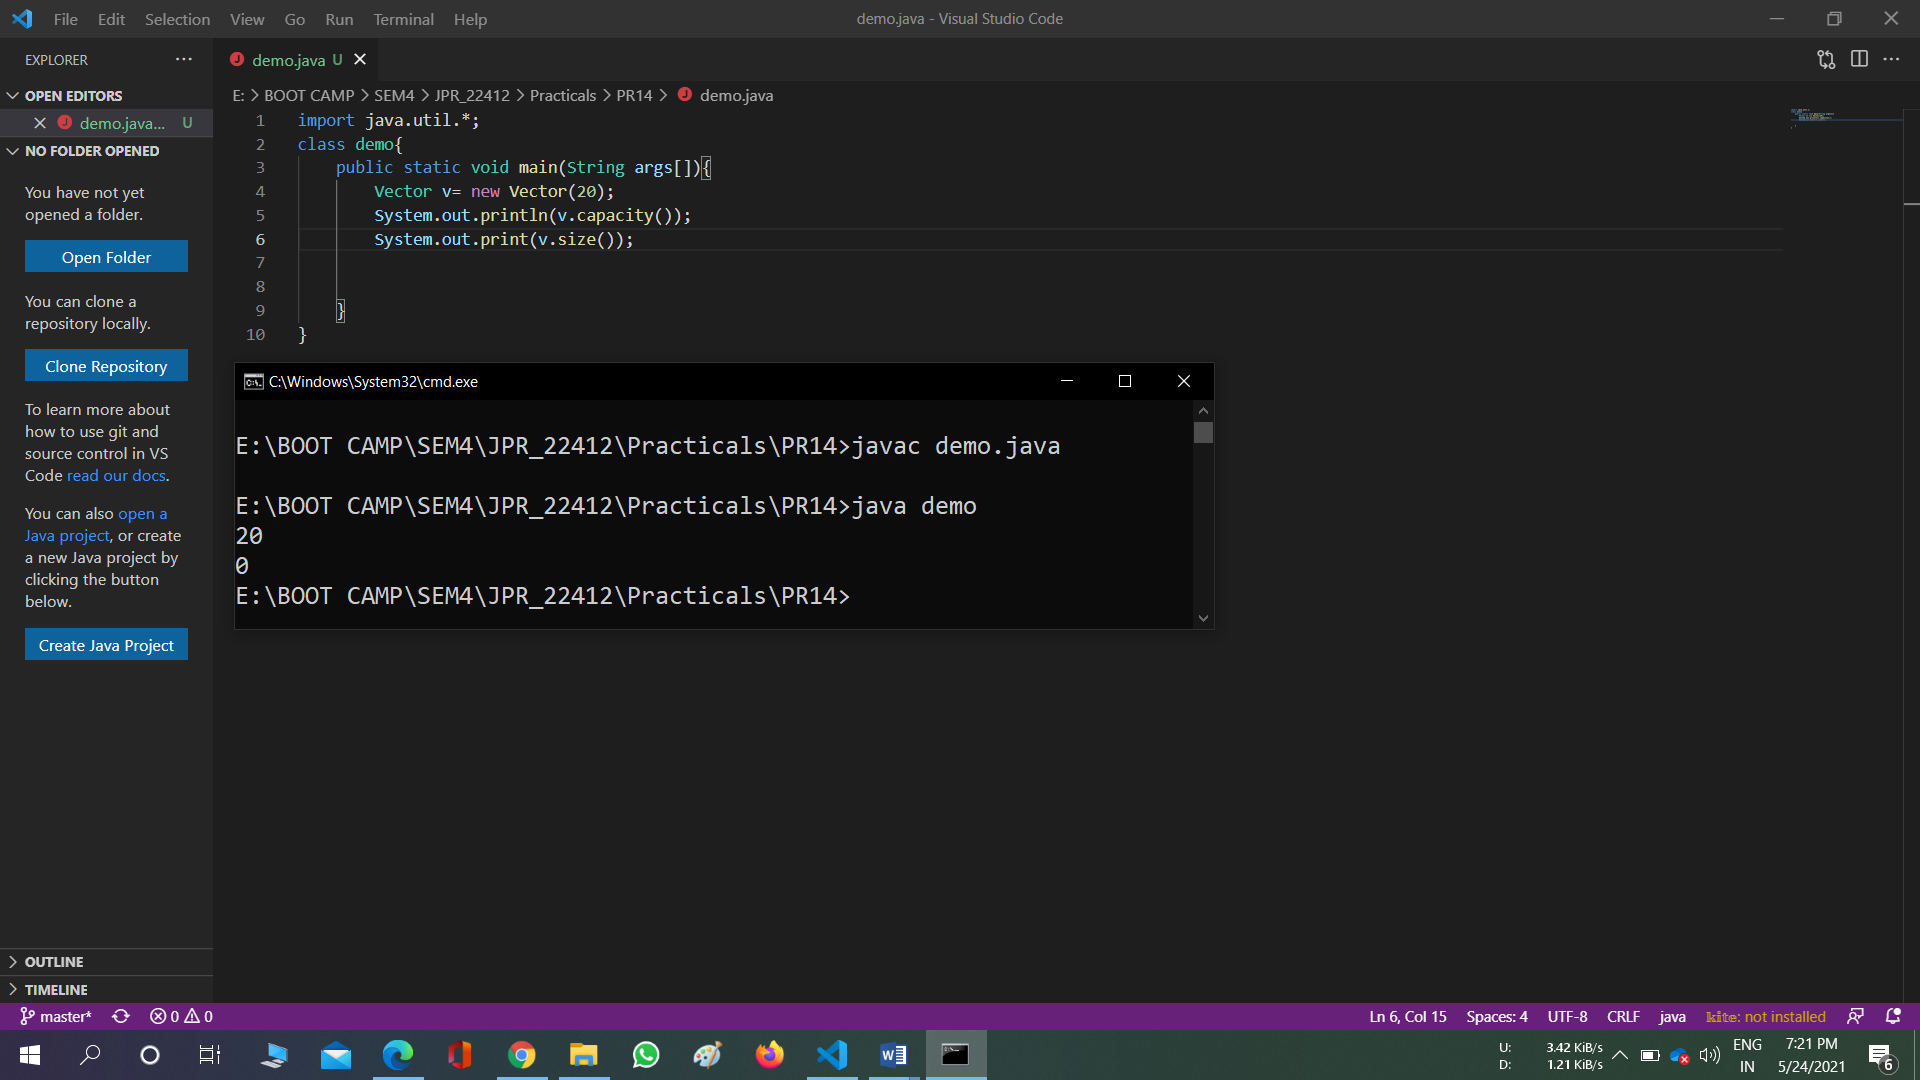 File Edit Selection View Go Run Terminal Help
demo.java - Visual Studio Code
EXPLORER
OPEN EDITORS
demo.java... U
NO FOLDER OPENED
You have not yet
opened a folder.
Open Folder
You can clone a
repository locally.
Clone Repository
To learn more about
how to use git and
source control in VS
Code read our docs.
You can also open a
Java project, or create
a new Java project by
clicking the button
below.
Create Java Project
OUTLINE
TIMELINE
demo.java U
E: > BOOT CAMP > SEM4 > JPR_22412 > Practicals > PR14 > demo.java
1 import java.util.*;
2 class demo{
3 public static void main(String args[]){
4 Vector v= new Vector(20);
5 System.out.println(v.capacity());
6 System.out.print(v.size());
7
8
9 }
10 }
C:\Windows\System32\cmd.exe
E:\BOOT CAMP\SEM4\JPR_22412\Practicals\PR14>javac demo.java
E:\BOOT CAMP\SEM4\JPR_22412\Practicals\PR14>java demo
20
0
E:\BOOT CAMP\SEM4\JPR_22412\Practicals\PR14>
master* 0 0
Ln 6, Col 15 Spaces: 4 UTF-8 CRLF java kite: not installed
U: 3.42 KiB/s
D: 1.21 KiB/s
ENG
IN
7:21 PM
5/24/2021
6